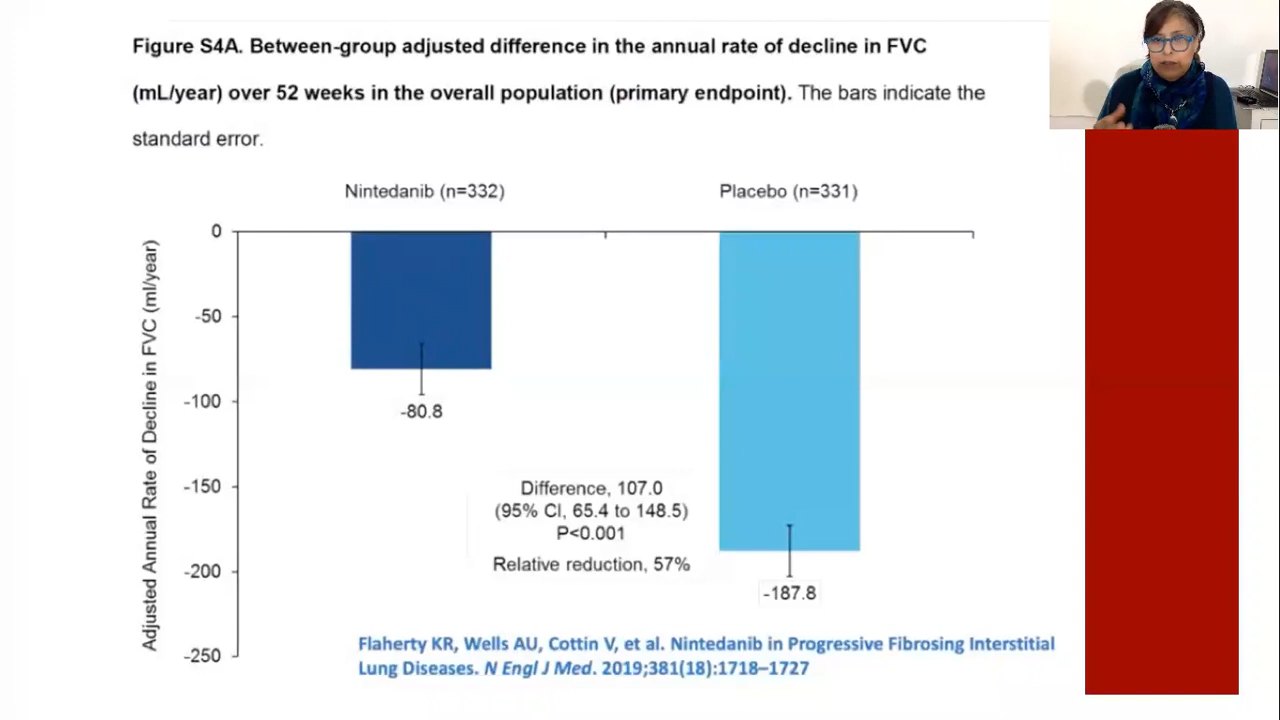 Figure S4A. Between-group adjusted difference in the annual rate of decline in FVC
(mL/year) over 52 weeks in the overall population (primary endpoint). The bars indicate the
standard error.
Nintedanib (n=332)
Placebo (n=331)
Adjusted Annual Rate of Decline in FVC (ml/year)
0
-50
-100
-150
-200
-250
-80.8
Difference, 107.0
(95% CI, 65.4 to 148.5)
P<0.001
Relative reduction, 57%
-187.8
Flaherty KR, Wells AU, Cottin V, et al. Nintedanib in Progressive Fibrosing Interstitial
Lung Diseases. N Engl J Med. 2019;381(18):1718–1727